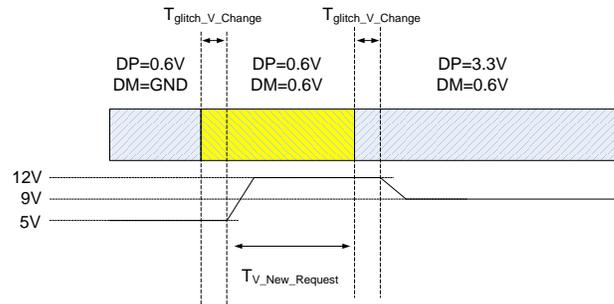 Tglitch_V_Change
Tglitch_V_Change
DP=0.6V
DM=GND
DP=0.6V
DM=0.6V
DP=3.3V
DM=0.6V
12V
9V
5V
TV_New_Request